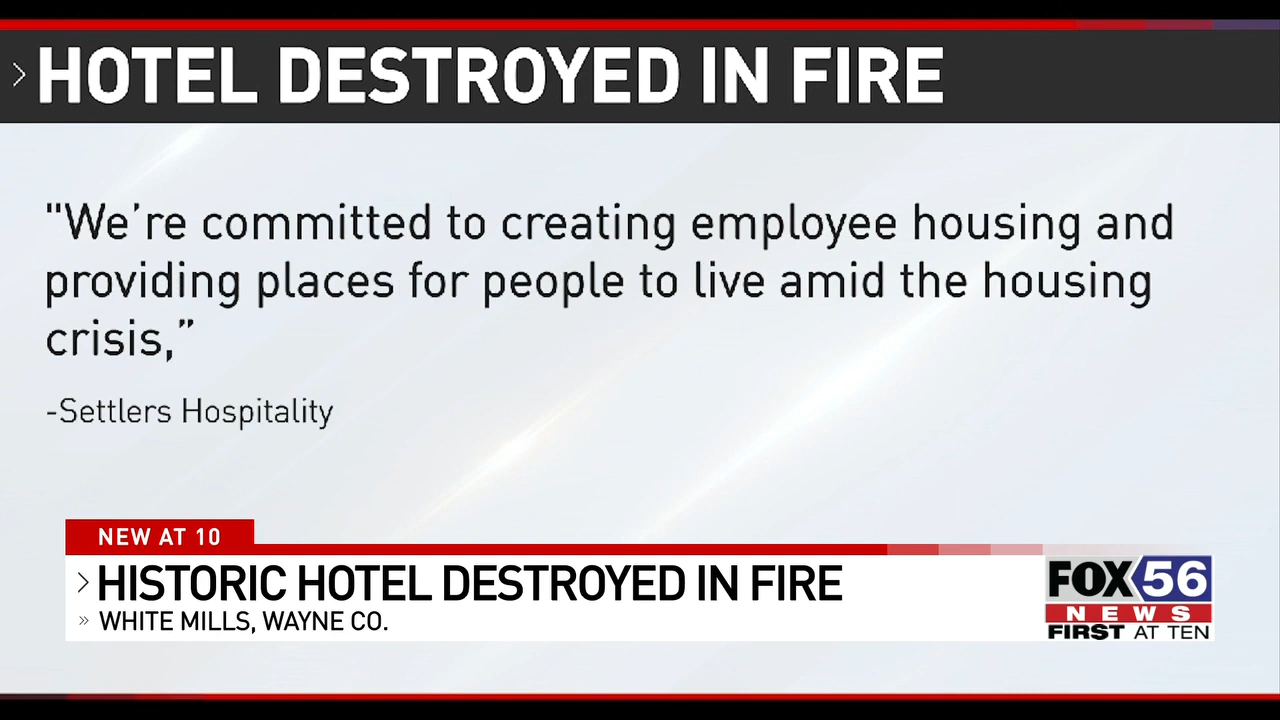 HOTEL DESTROYED IN FIRE
"We're committed to creating employee housing and
providing places for people to live amid the housing
crisis,”
-Settlers Hospitality
NEW AT 10
HISTORIC HOTEL DESTROYED IN FIRE
WHITE MILLS, WAYNE CO.
FOX 56
NEWS
FIRST AT TEN